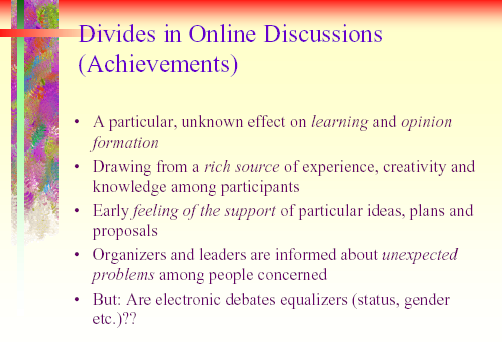 Divides in Online Discussions
(Achievements)
• A particular, unknown effect on learning and opinion
formation
• Drawing from a rich source of experience, creativity and
knowledge among participants
• Early feeling of the support of particular ideas, plans and
proposals
• Organizers and leaders are informed about unexpected
problems among people concerned
• But: Are electronic debates equalizers (status, gender
etc.)??